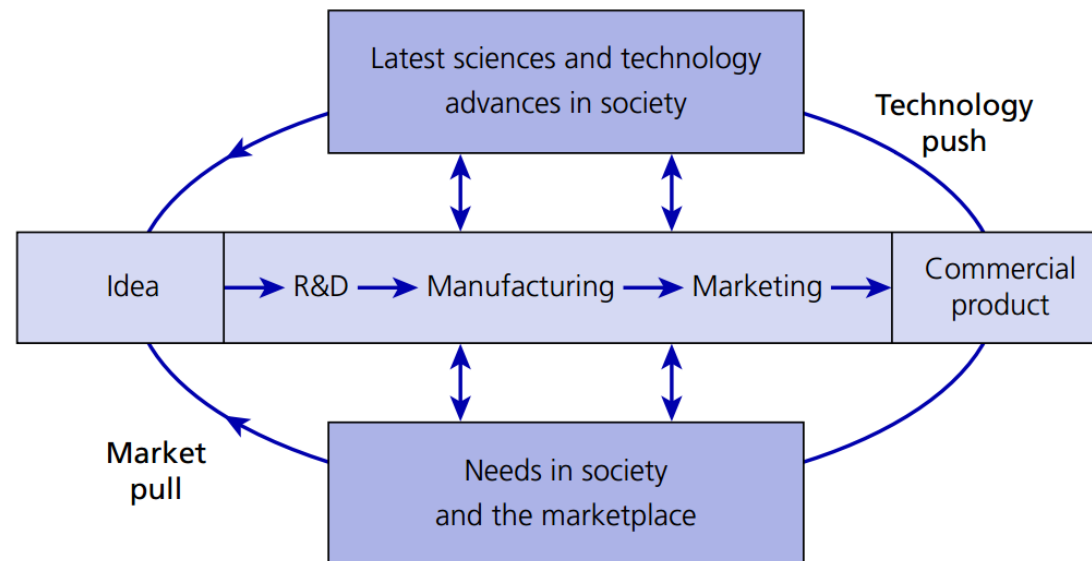 Latest sciences and technology
advances in society
Technology
push
Idea
R&D
Manufacturing
Marketing
Commercial
product
Market
pull
Needs in society
and the marketplace